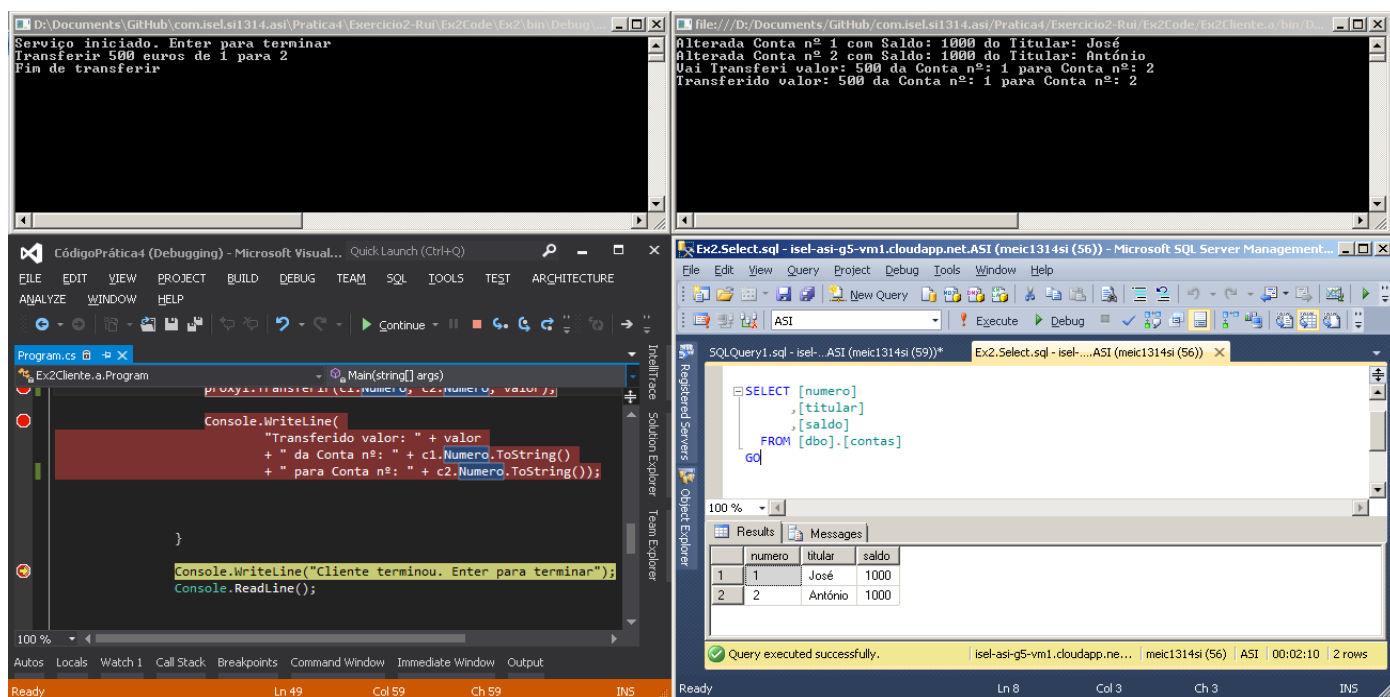 D:\Documents\GitHub\com.isel.si1314.asi\Pratica4\Exercicio2-Rui\Ex2Code\Ex2\bin\Debug\...
Serviço iniciado. Enter para terminar
Transferir 500 euros de 1 para 2
Fim de transferir
file:///D:/Documents/GitHub/com.isel.si1314.asi/Pratica4/Exercicio2-Rui/Ex2Code/Ex2Cliente.a/bin/D...
Alterada Conta nº 1 com Saldo: 1000 do Titular: José
Alterada Conta nº 2 com Saldo: 1000 do Titular: António
Vai Transferi valor: 500 da Conta nº: 1 para Conta nº: 2
Transferido valor: 500 da Conta nº: 1 para Conta nº: 2
CódigoPrática4 (Debugging) - Microsoft Visual... Quick Launch (Ctrl+Q)
FILE EDIT VIEW PROJECT BUILD DEBUG TEAM SQL TOOLS TEST ARCHITECTURE
ANALYZE WINDOW HELP
Continue
Program.cs
Ex2Cliente.a.Program Main(string[] args)
proxy1.Transferir(c1.Numero, c2.Numero, valor);
Console.WriteLine(
"Transferido valor: " + valor
+ " da Conta nº: " + c1.Numero.ToString()
+ " para Conta nº: " + c2.Numero.ToString());
}
Console.WriteLine("Cliente terminou. Enter para terminar");
Console.ReadLine();
100 %
Autos Locals Watch 1 Call Stack Breakpoints Command Window Immediate Window Output
Ready Ln 49 Col 59 Ch 59 INS
IntelliTrace
Solution Explorer
Team Explorer
Ex2.Select.sql - isel-asi-g5-vm1.cloudapp.net.ASI (meic1314si (56)) - Microsoft SQL Server Management...
File Edit View Query Project Debug Tools Window Help
New Query
ASI Execute Debug
SQLQuery1.sql - isel-...ASI (meic1314si (59))* Ex2.Select.sql - isel-....ASI (meic1314si (56))
Registered Servers
Object Explorer
SELECT [numero]
,[titular]
,[saldo]
FROM [dbo].[contas]
GO
100 %
Results Messages
numero titular saldo
1 1 José 1000
2 2 António 1000
Query executed successfully. isel-asi-g5-vm1.cloudapp.ne... meic1314si (56) ASI 00:02:10 2 rows
Ready Ln 8 Col 3 Ch 3 INS